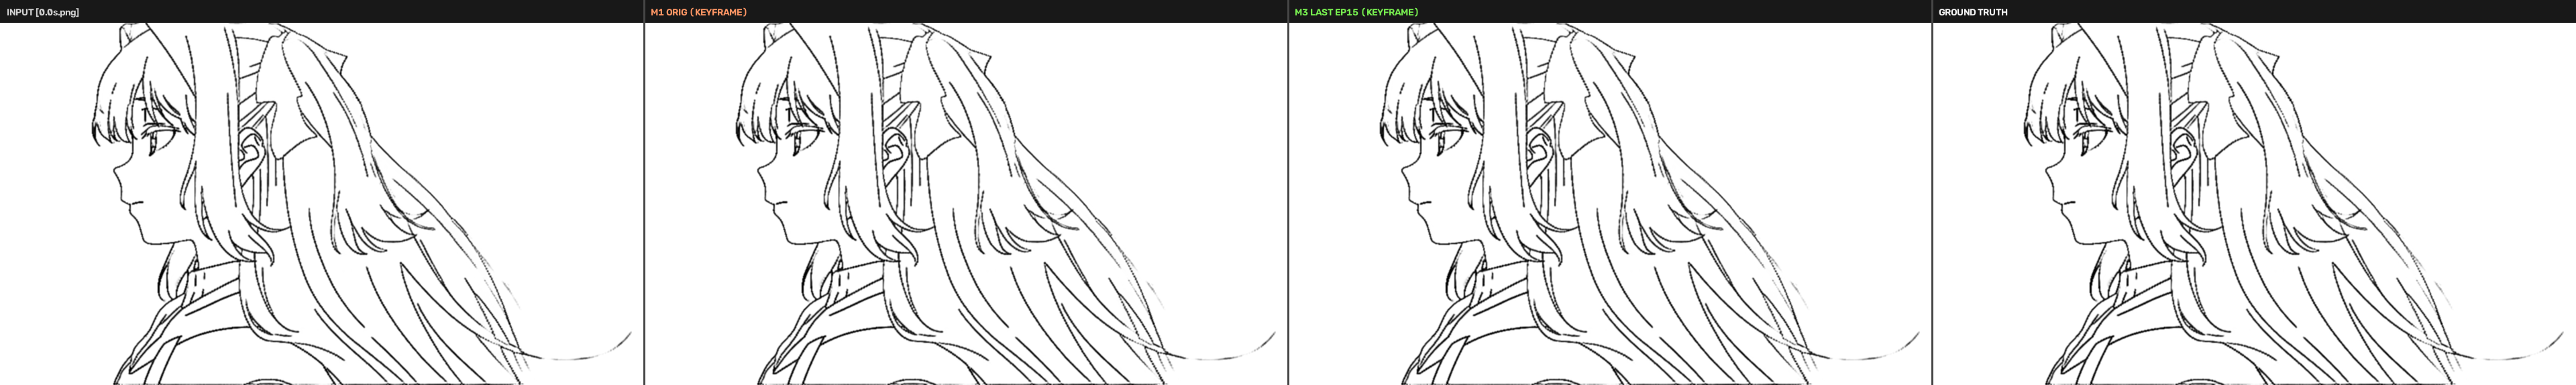 INPUT [0.0s.png]
M1 ORIG (KEYFRAME)
M3 LAST EP15 (KEYFRAME)
GROUND TRUTH